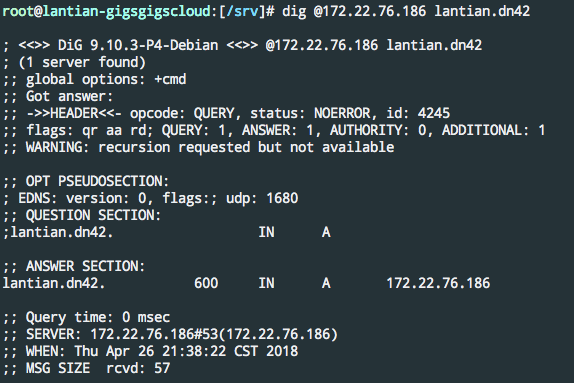 root@lantian-gigsgigscloud:[/srv]# dig @172.22.76.186 lantian.dn42
; <<>> DiG 9.10.3-P4-Debian <<>> @172.22.76.186 lantian.dn42
; (1 server found)
;; global options: +cmd
;; Got answer:
;; ->>HEADER<<- opcode: QUERY, status: NOERROR, id: 4245
;; flags: qr aa rd; QUERY: 1, ANSWER: 1, AUTHORITY: 0, ADDITIONAL: 1
;; WARNING: recursion requested but not available
;; OPT PSEUDOSECTION:
; EDNS: version: 0, flags:; udp: 1680
;; QUESTION SECTION:
;lantian.dn42. IN A
;; ANSWER SECTION:
lantian.dn42. 600 IN A 172.22.76.186
;; Query time: 0 msec
;; SERVER: 172.22.76.186#53(172.22.76.186)
;; WHEN: Thu Apr 26 21:38:22 CST 2018
;; MSG SIZE rcvd: 57